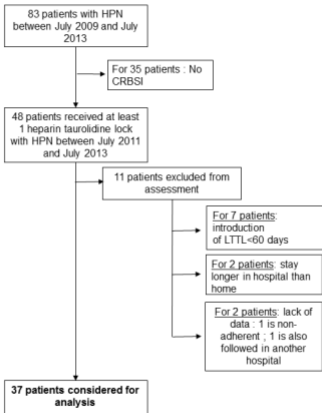 83 patients with HPN
between July 2009 and July
2013
For 35 patients : No
CRBSI
48 patients received at least
1 heparin taurolidine lock
with HPN between July 2011
and July 2013
11 patients excluded from
assessment
For 7 patients:
introduction
of LTTL<60 days
For 2 patients: stay
longer in hospital than
home
For 2 patients: lack of
data : 1 is non-
adherent ; 1 is also
followed in another
hospital
37 patients considered for
analysis